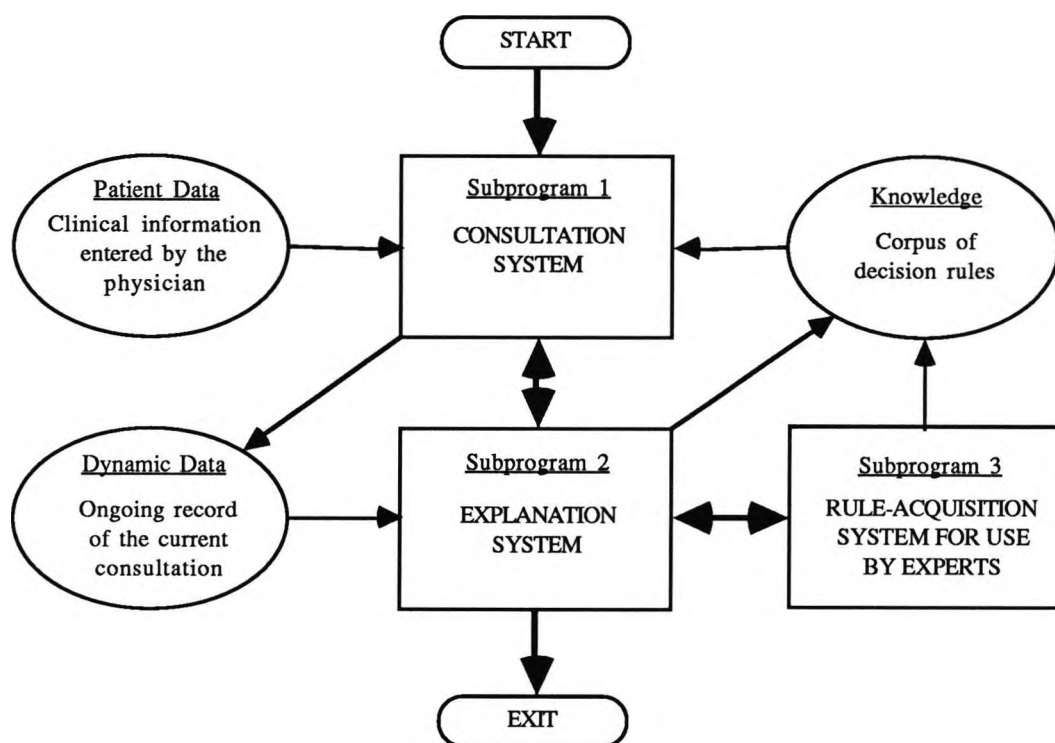 START
Patient Data
Clinical information
entered by the
physician
Subprogram 1
CONSULTATION
SYSTEM
Knowledge
Corpus of
decision rules
Dynamic Data
Ongoing record
of the current
consultation
Subprogram 2
EXPLANATION
SYSTEM
Subprogram 3
RULE-ACQUISITION
SYSTEM FOR USE
BY EXPERTS
EXIT